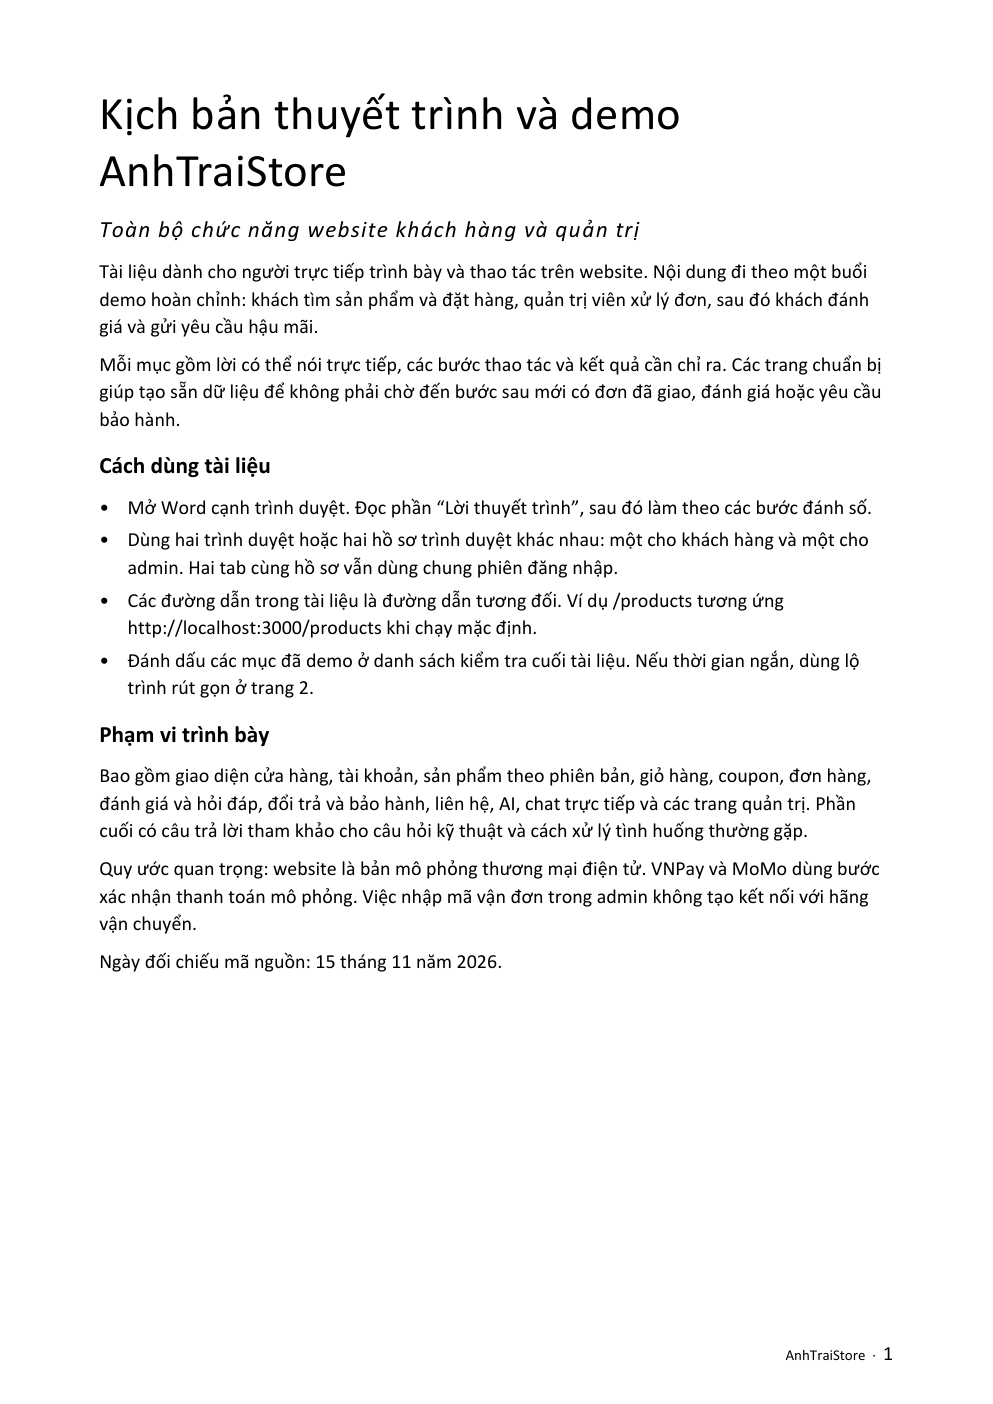 Kịch bản thuyết trình và demo
AnhTraiStore
Toàn bộ chức năng website khách hàng và quản trị
Tài liệu dành cho người trực tiếp trình bày và thao tác trên website. Nội dung đi theo một buổi
demo hoàn chỉnh: khách tìm sản phẩm và đặt hàng, quản trị viên xử lý đơn, sau đó khách đánh
giá và gửi yêu cầu hậu mãi.
Mỗi mục gồm lời có thể nói trực tiếp, các bước thao tác và kết quả cần chỉ ra. Các trang chuẩn bị
giúp tạo sẵn dữ liệu để không phải chờ đến bước sau mới có đơn đã giao, đánh giá hoặc yêu cầu
bảo hành.
Cách dùng tài liệu
• Mở Word cạnh trình duyệt. Đọc phần “Lời thuyết trình”, sau đó làm theo các bước đánh số.
• Dùng hai trình duyệt hoặc hai hồ sơ trình duyệt khác nhau: một cho khách hàng và một cho
admin. Hai tab cùng hồ sơ vẫn dùng chung phiên đăng nhập.
• Các đường dẫn trong tài liệu là đường dẫn tương đối. Ví dụ /products tương ứng
http://localhost:3000/products khi chạy mặc định.
• Đánh dấu các mục đã demo ở danh sách kiểm tra cuối tài liệu. Nếu thời gian ngắn, dùng lộ
trình rút gọn ở trang 2.
Phạm vi trình bày
Bao gồm giao diện cửa hàng, tài khoản, sản phẩm theo phiên bản, giỏ hàng, coupon, đơn hàng,
đánh giá và hỏi đáp, đổi trả và bảo hành, liên hệ, AI, chat trực tiếp và các trang quản trị. Phần
cuối có câu trả lời tham khảo cho câu hỏi kỹ thuật và cách xử lý tình huống thường gặp.
Quy ước quan trọng: website là bản mô phỏng thương mại điện tử. VNPay và MoMo dùng bước
xác nhận thanh toán mô phỏng. Việc nhập mã vận đơn trong admin không tạo kết nối với hãng
vận chuyển.
Ngày đối chiếu mã nguồn: 15 tháng 11 năm 2026.
AnhTraiStore · 1